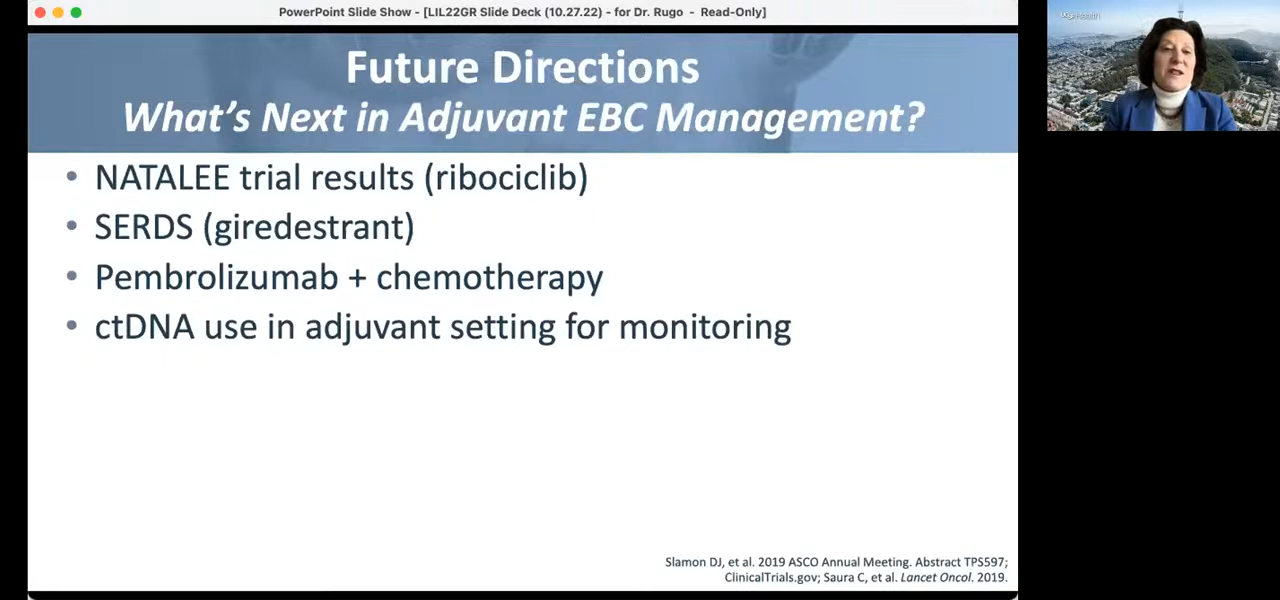 PowerPoint Slide Show - [LIL22GR Slide Deck (10.27.22) - for Dr. Rugo - Read-Only]
Future Directions
What's Next in Adjuvant EBC Management?
• NATALEE trial results (ribociclib)
• SERDS (giredestrant)
• Pembrolizumab + chemotherapy
• ctDNA use in adjuvant setting for monitoring
Slamon DJ, et al. 2019 ASCO Annual Meeting. Abstract TPS597;
ClinicalTrials.gov; Saura C, et al. Lancet Oncol. 2019.